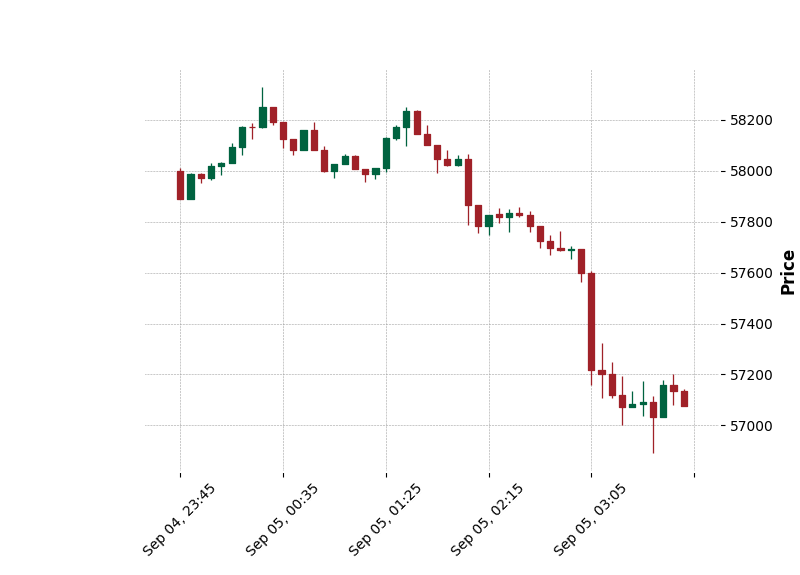 58200
58000
57800
57600
57400
57200
57000
Price
Sep 04, 23:45
Sep 05, 00:35
Sep 05, 01:25
Sep 05, 02:15
Sep 05, 03:05